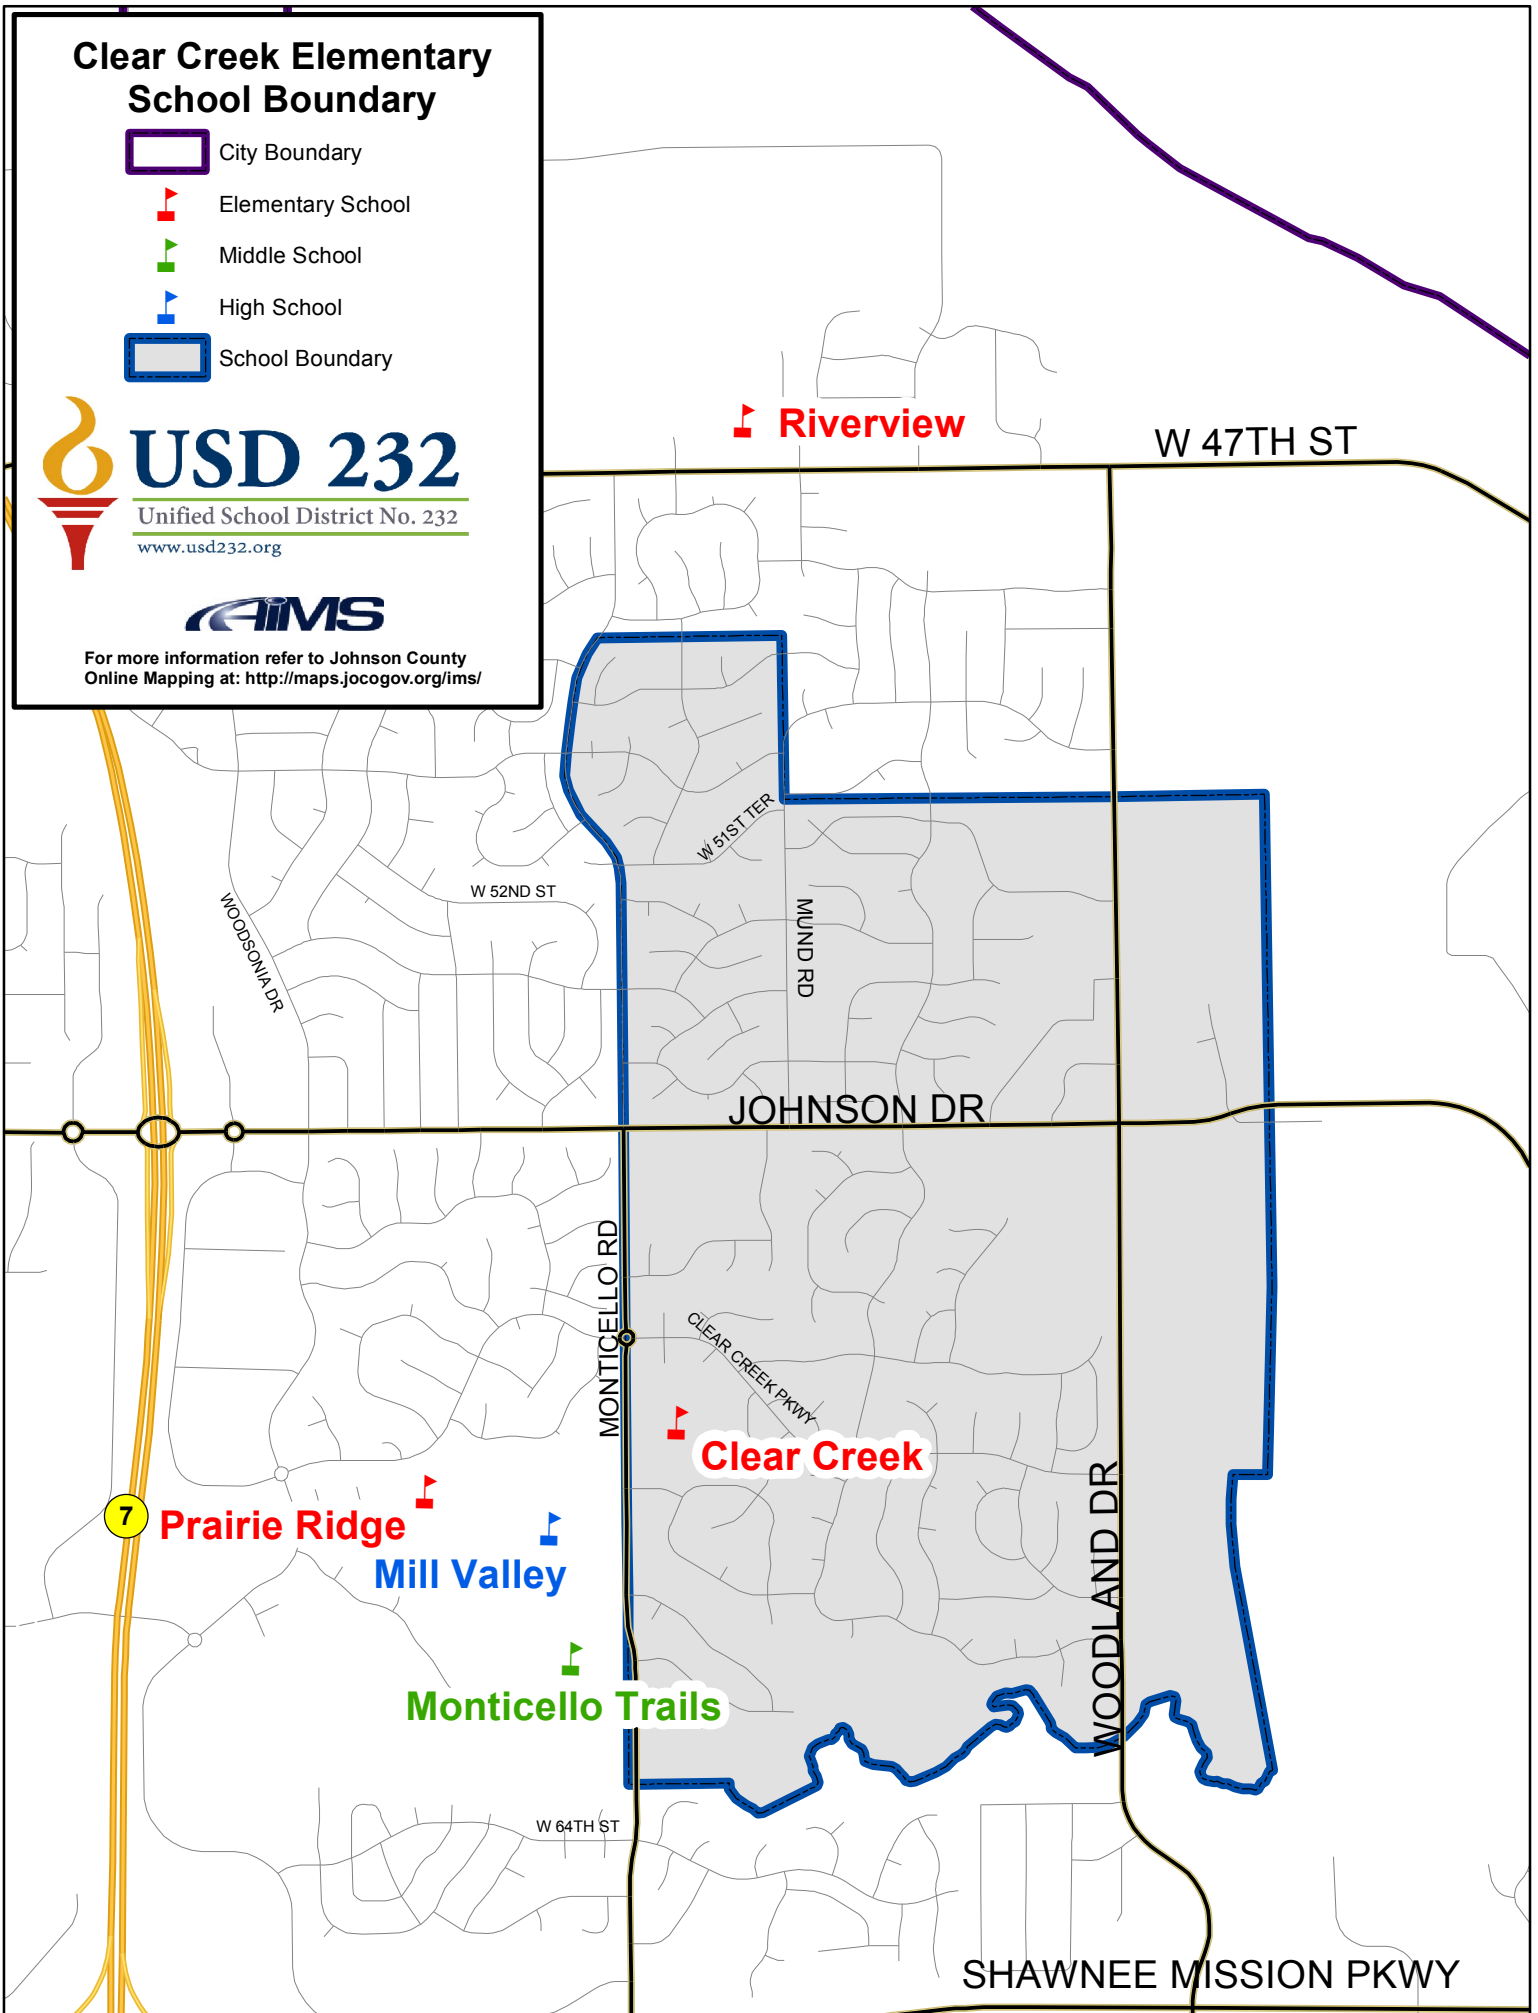 Clear Creek Elementary
School Boundary
City Boundary
Elementary School
Middle School
High School
School Boundary
USD 232
Unified School District No. 232
www.usd232.org
AIMS
For more information refer to Johnson County
Online Mapping at: http://maps.jocogov.org/ims/
Riverview
W 47TH ST
W 51ST TER
W 52ND ST
WOODSONIA DR
MUND RD
JOHNSON DR
MONTICELLO RD
CLEAR CREEK PKWY
Clear Creek
7
Prairie Ridge
Mill Valley
WOODLAND DR
Monticello Trails
W 64TH ST
SHAWNEE MISSION PKWY